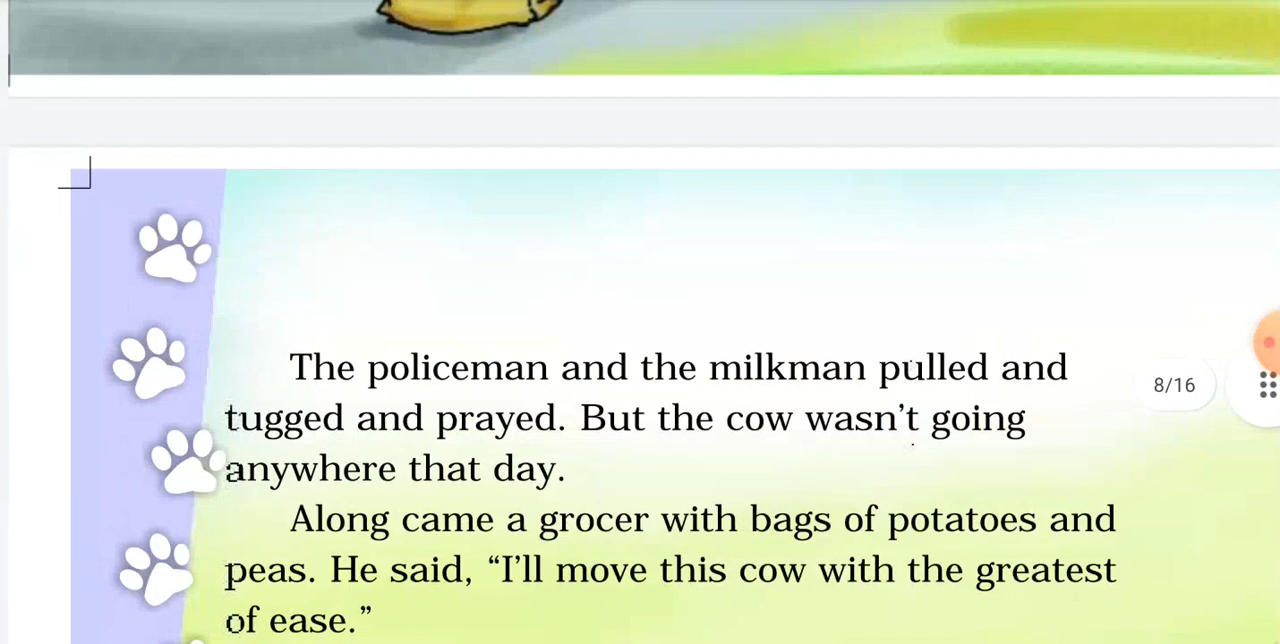 The policeman and the milkman pulled and
8/16
tugged and prayed. But the cow wasn’t going
anywhere that day.
Along came a grocer with bags of potatoes and
peas. He said, “I’ll move this cow with the greatest
of ease.”